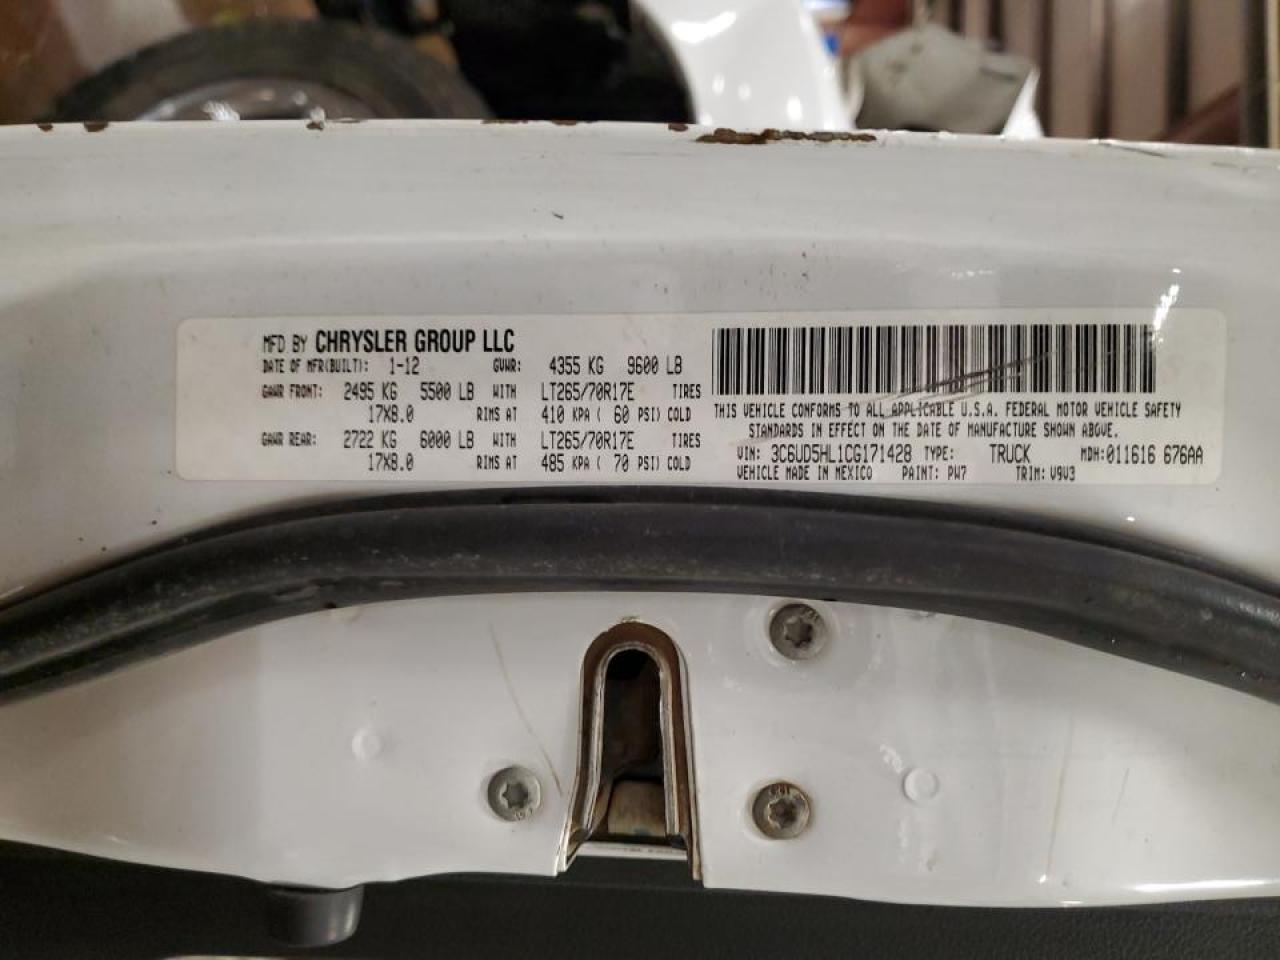 MFD BY CHRYSLER GROUP LLC
DATE OF MFR(BUILT): 1-12 GVWR: 4355 KG 9600 LB
GAWR FRONT: 2495 KG 5500 LB WITH LT265/70R17E TIRES
17X8.0 RIMS AT 410 KPA ( 60 PSI) COLD
GAWR REAR: 2722 KG 6000 LB WITH LT265/70R17E TIRES
17X8.0 RIMS AT 485 KPA ( 70 PSI) COLD
THIS VEHICLE CONFORMS TO ALL APPLICABLE U.S.A. FEDERAL MOTOR VEHICLE SAFETY
STANDARDS IN EFFECT ON THE DATE OF MANUFACTURE SHOWN ABOVE.
VIN: 3C6UD5HL1CG171428 TYPE: TRUCK MDH:011616 676AA
VEHICLE MADE IN MEXICO PAINT: PW7 TRIM: V9V3